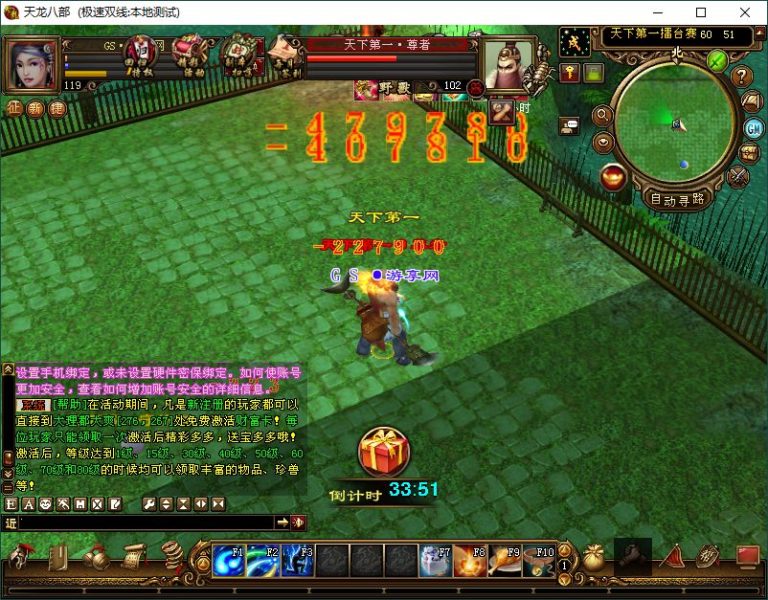 天龙八部 (极速双线:本地测试)
GS
天下第一·尊者
天下第一擂台赛 60 51
北
119
野兽
102
GM
自动寻路
-479788
-407810
天下第一
-227900
GS●游享网
设置手机绑定，或未设置硬件密保绑定。如何使账号
更加安全，查看如何增加账号安全的详细信息。
[帮助]在活动期间，凡是新注册的玩家都可以
直接到大理都大爽[276，267]处免费激活财富卡！每
位玩家只能领取一次激活后精彩多多，送宝多多哦！
激活后，等级达到1级、15级、30级、40级、50级、60
级、70级和80级的时候均可以领取丰富的物品、珍兽
等！
倒计时 33:51
近
F1 F2 F3 F7 F8 F9 F10
1